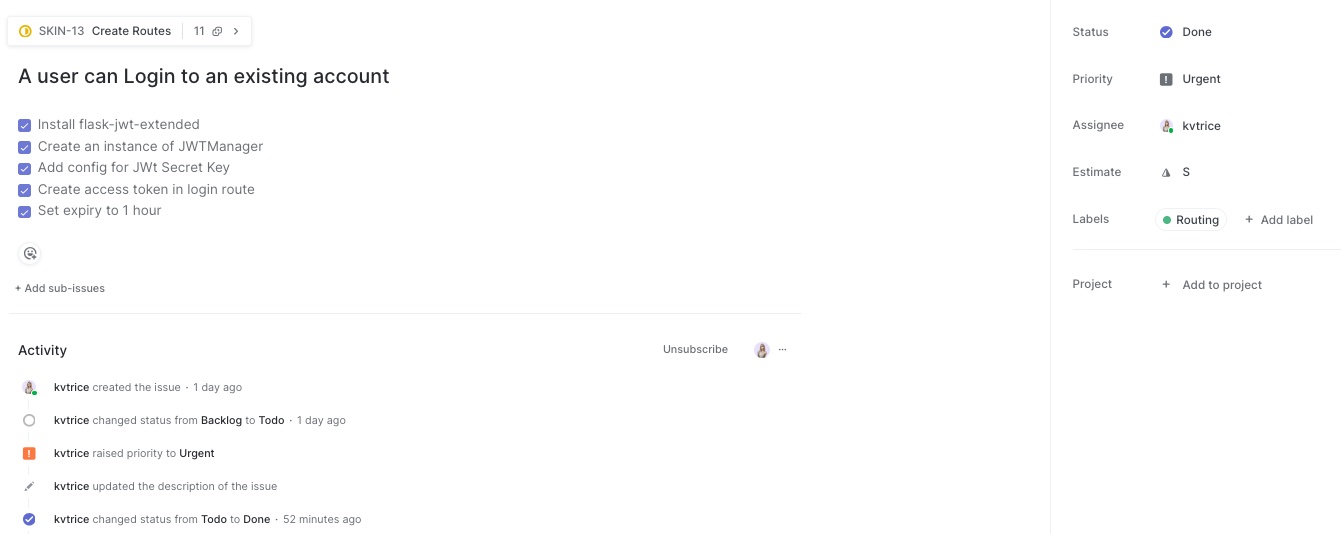 SKIN-13 Create Routes 11
A user can Login to an existing account
Install flask-jwt-extended
Create an instance of JWTManager
Add config for JWt Secret Key
Create access token in login route
Set expiry to 1 hour
+ Add sub-issues
Activity
Unsubscribe
kvtrice created the issue · 1 day ago
kvtrice changed status from Backlog to Todo · 1 day ago
kvtrice raised priority to Urgent
kvtrice updated the description of the issue
kvtrice changed status from Todo to Done · 52 minutes ago
Status Done
Priority Urgent
Assignee kvtrice
Estimate S
Labels Routing + Add label
Project + Add to project